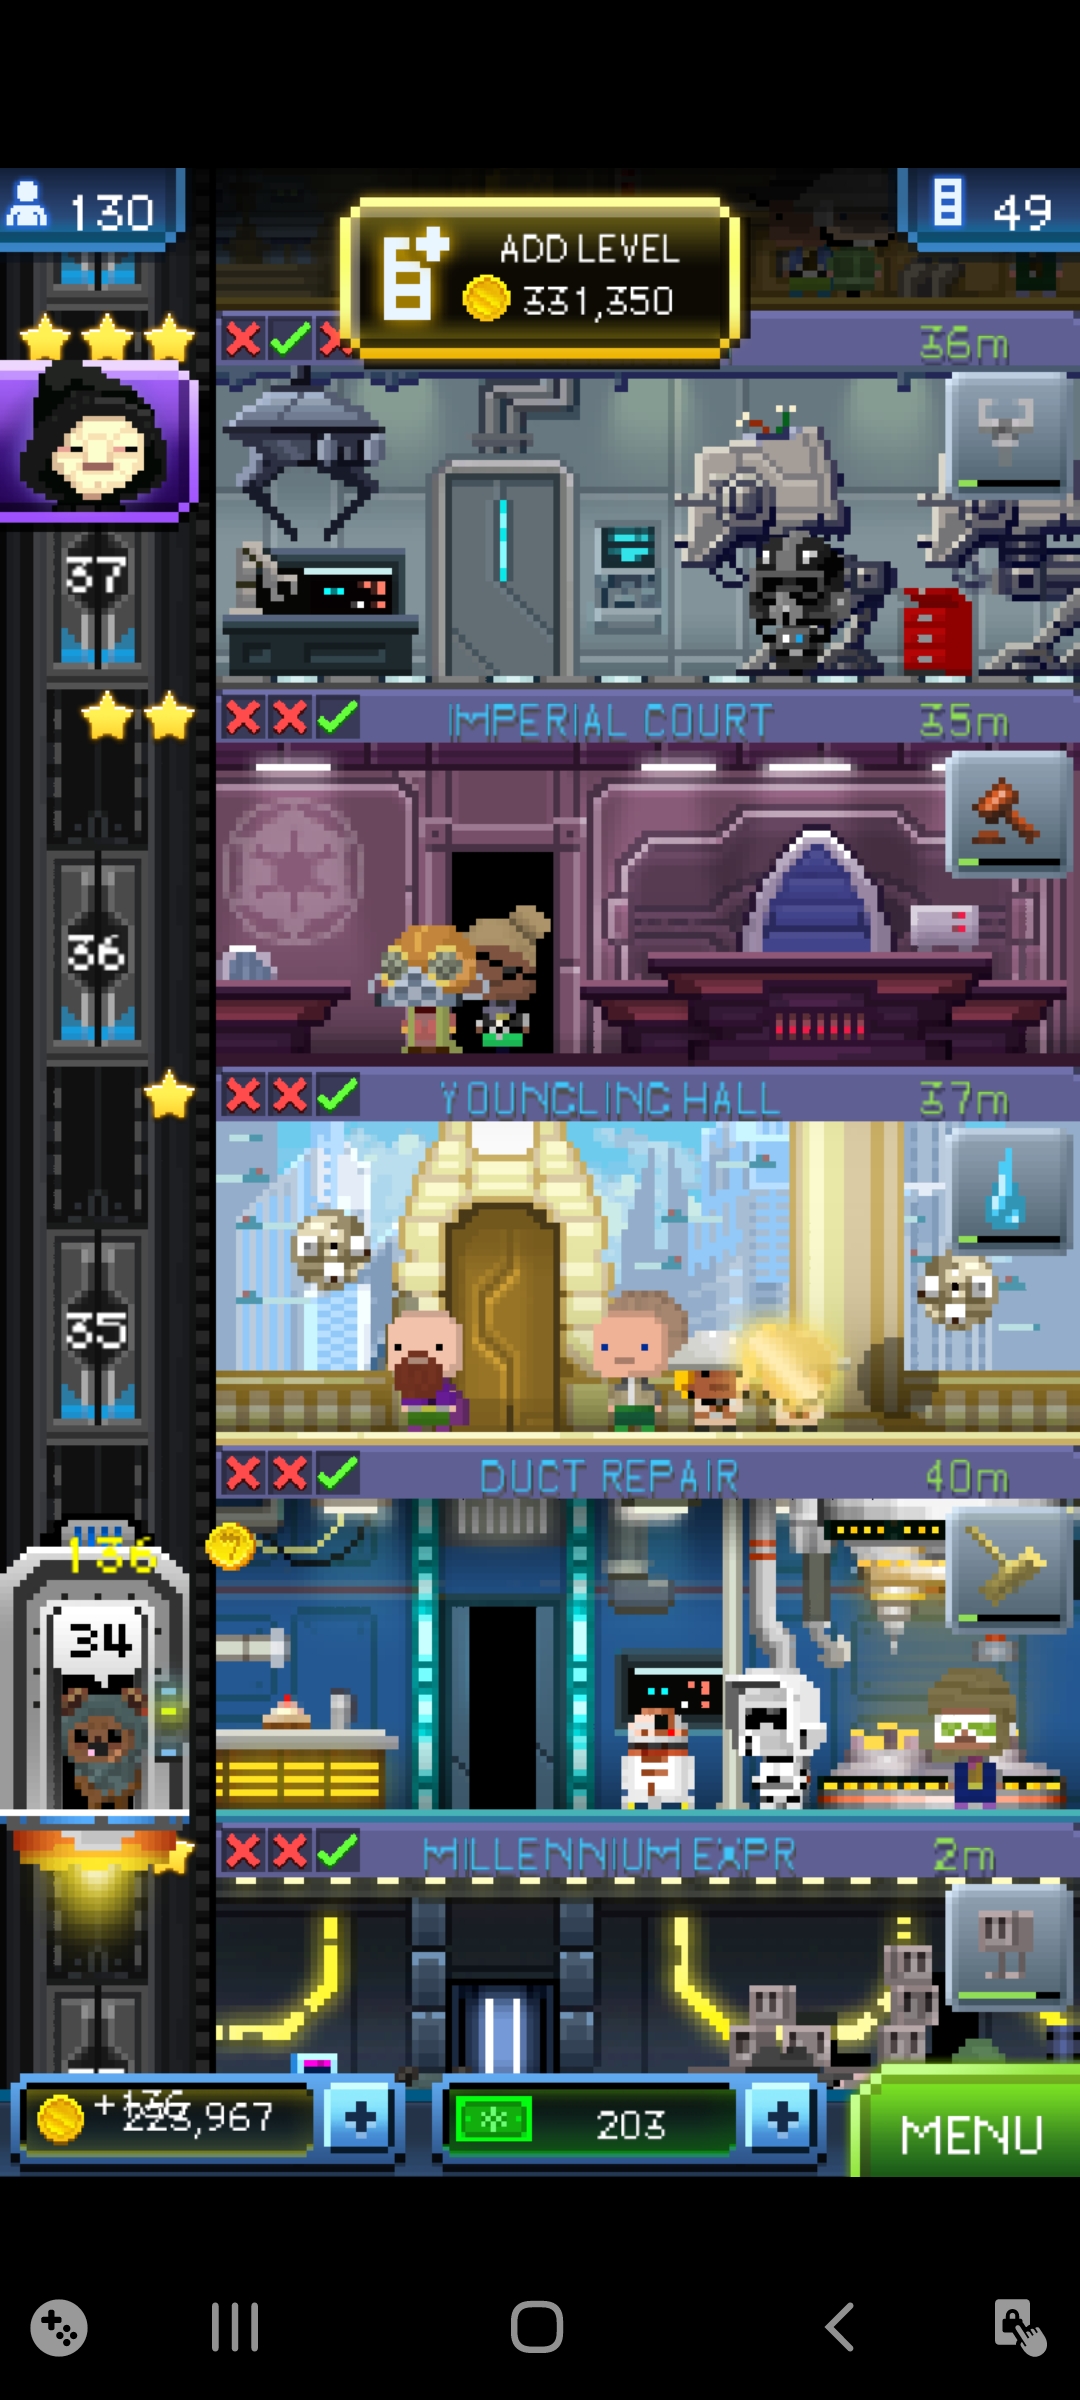 130
49
ADD LEVEL
331,350
36m
37
IMPERIAL COURT
35m
36
YOUNGLING HALL
37m
35
DUCT REPAIR
40m
136
34
MILLENNIUM EXPR
2m
+136
223,967
203
MENU